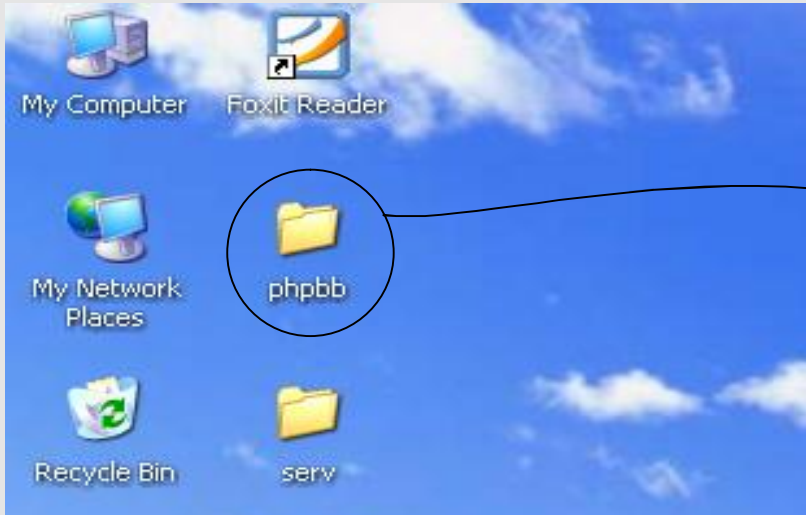 My Computer
Foxit Reader
My Network
Places
phpbb
Recycle Bin
serv